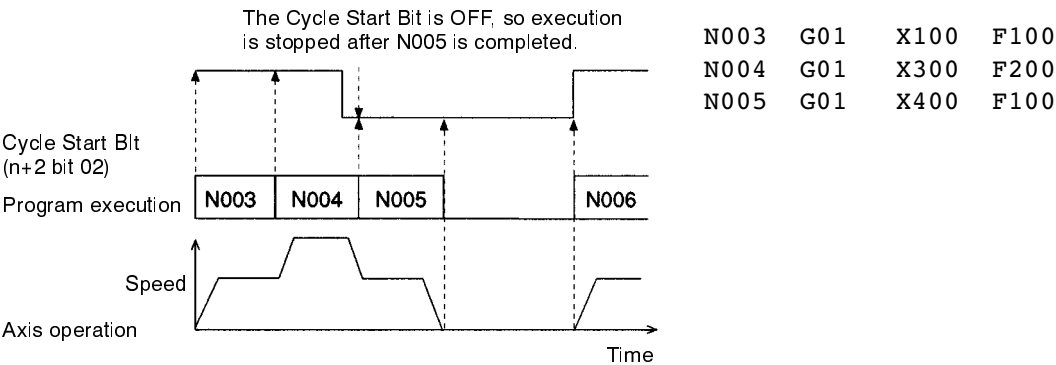 The Cycle Start Bit is OFF, so execution
is stopped after N005 is completed.
N003 G01 X100 F100
N004 G01 X300 F200
N005 G01 X400 F100
Cycle Start BIt
(n+2 bit 02)
Program execution
N003 N004 N005 N006
Speed
Axis operation
Time